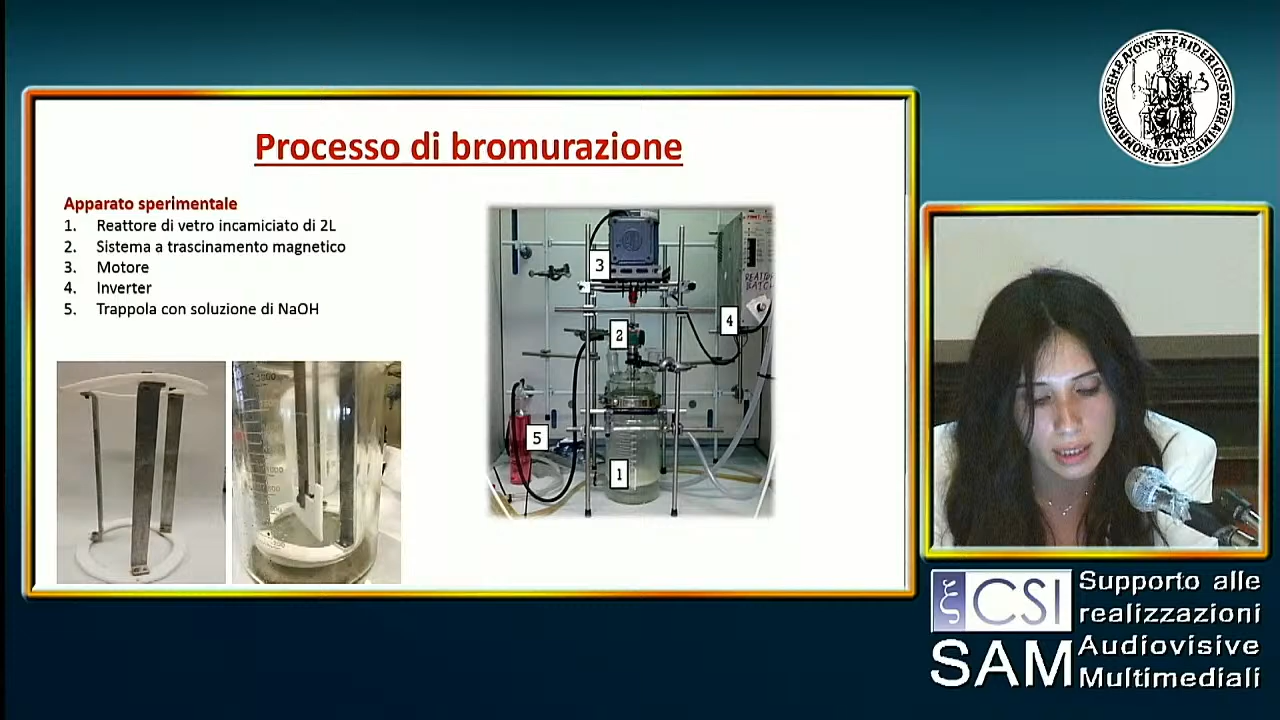 Processo di bromurazione
Apparato sperimentale
1. Reattore di vetro incamiciato di 2L
2. Sistema a trascinamento magnetico
3. Motore
4. Inverter
5. Trappola con soluzione di NaOH
3
2
4
5
1
REATTORE
BATCH
CSI
SAM
Supporto alle
realizzazioni
Audiovisive
Multimediali